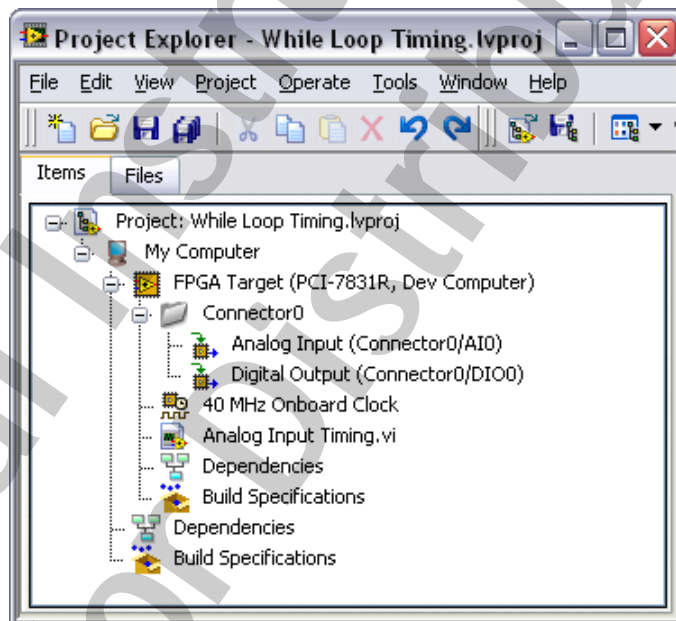 Project Explorer - While Loop Timing.lvproj
File Edit View Project Operate Tools Window Help
Items Files
Project: While Loop Timing.lvproj
My Computer
FPGA Target (PCI-7831R, Dev Computer)
Connector0
Analog Input (Connector0/AI0)
Digital Output (Connector0/DIO0)
40 MHz Onboard Clock
Analog Input Timing.vi
Dependencies
Build Specifications
Dependencies
Build Specifications